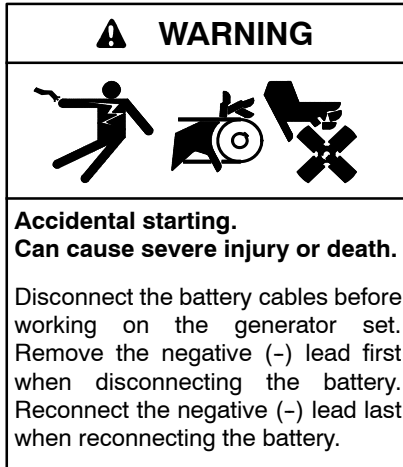 WARNING
Accidental starting.
Can cause severe injury or death.
Disconnect the battery cables before
working on the generator set.
Remove the negative (-) lead first
when disconnecting the battery.
Reconnect the negative (-) lead last
when reconnecting the battery.